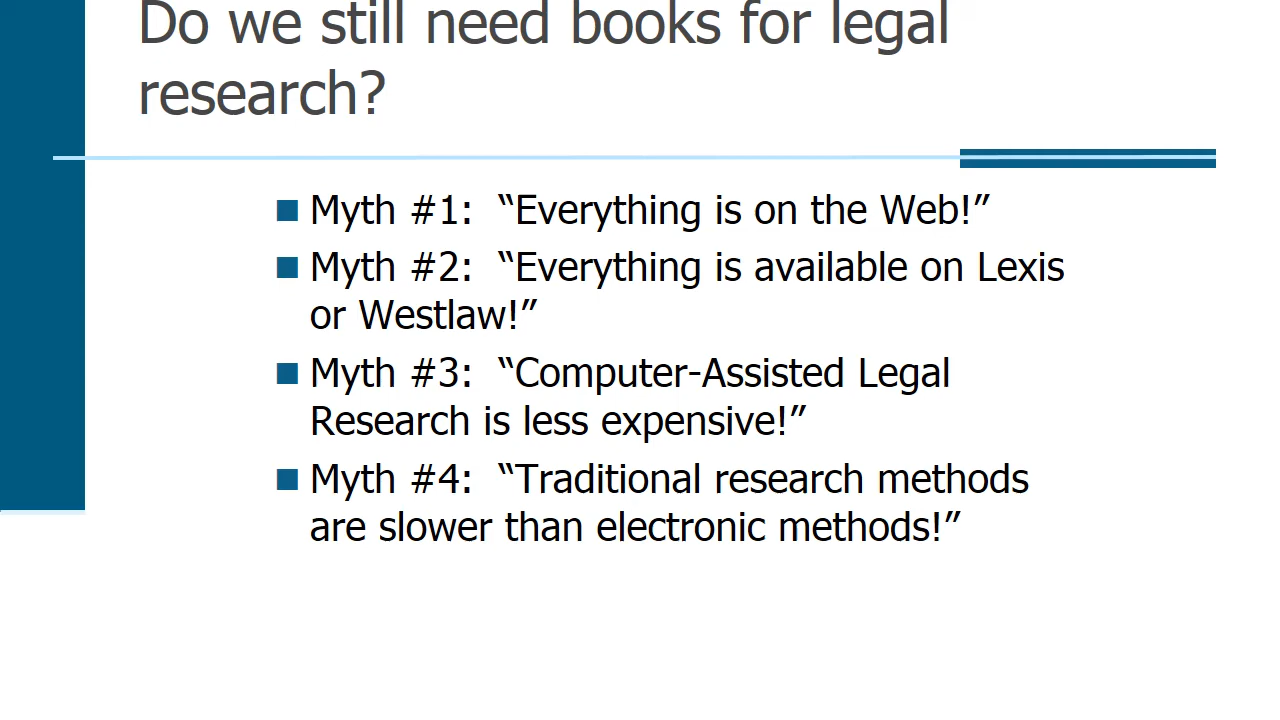 Do we still need books for legal
research?
Myth #1:  “Everything is on the Web!”
Myth #2:  “Everything is available on Lexis
or Westlaw!”
Myth #3:  “Computer-Assisted Legal
Research is less expensive!”
Myth #4:  “Traditional research methods
are slower than electronic methods!”